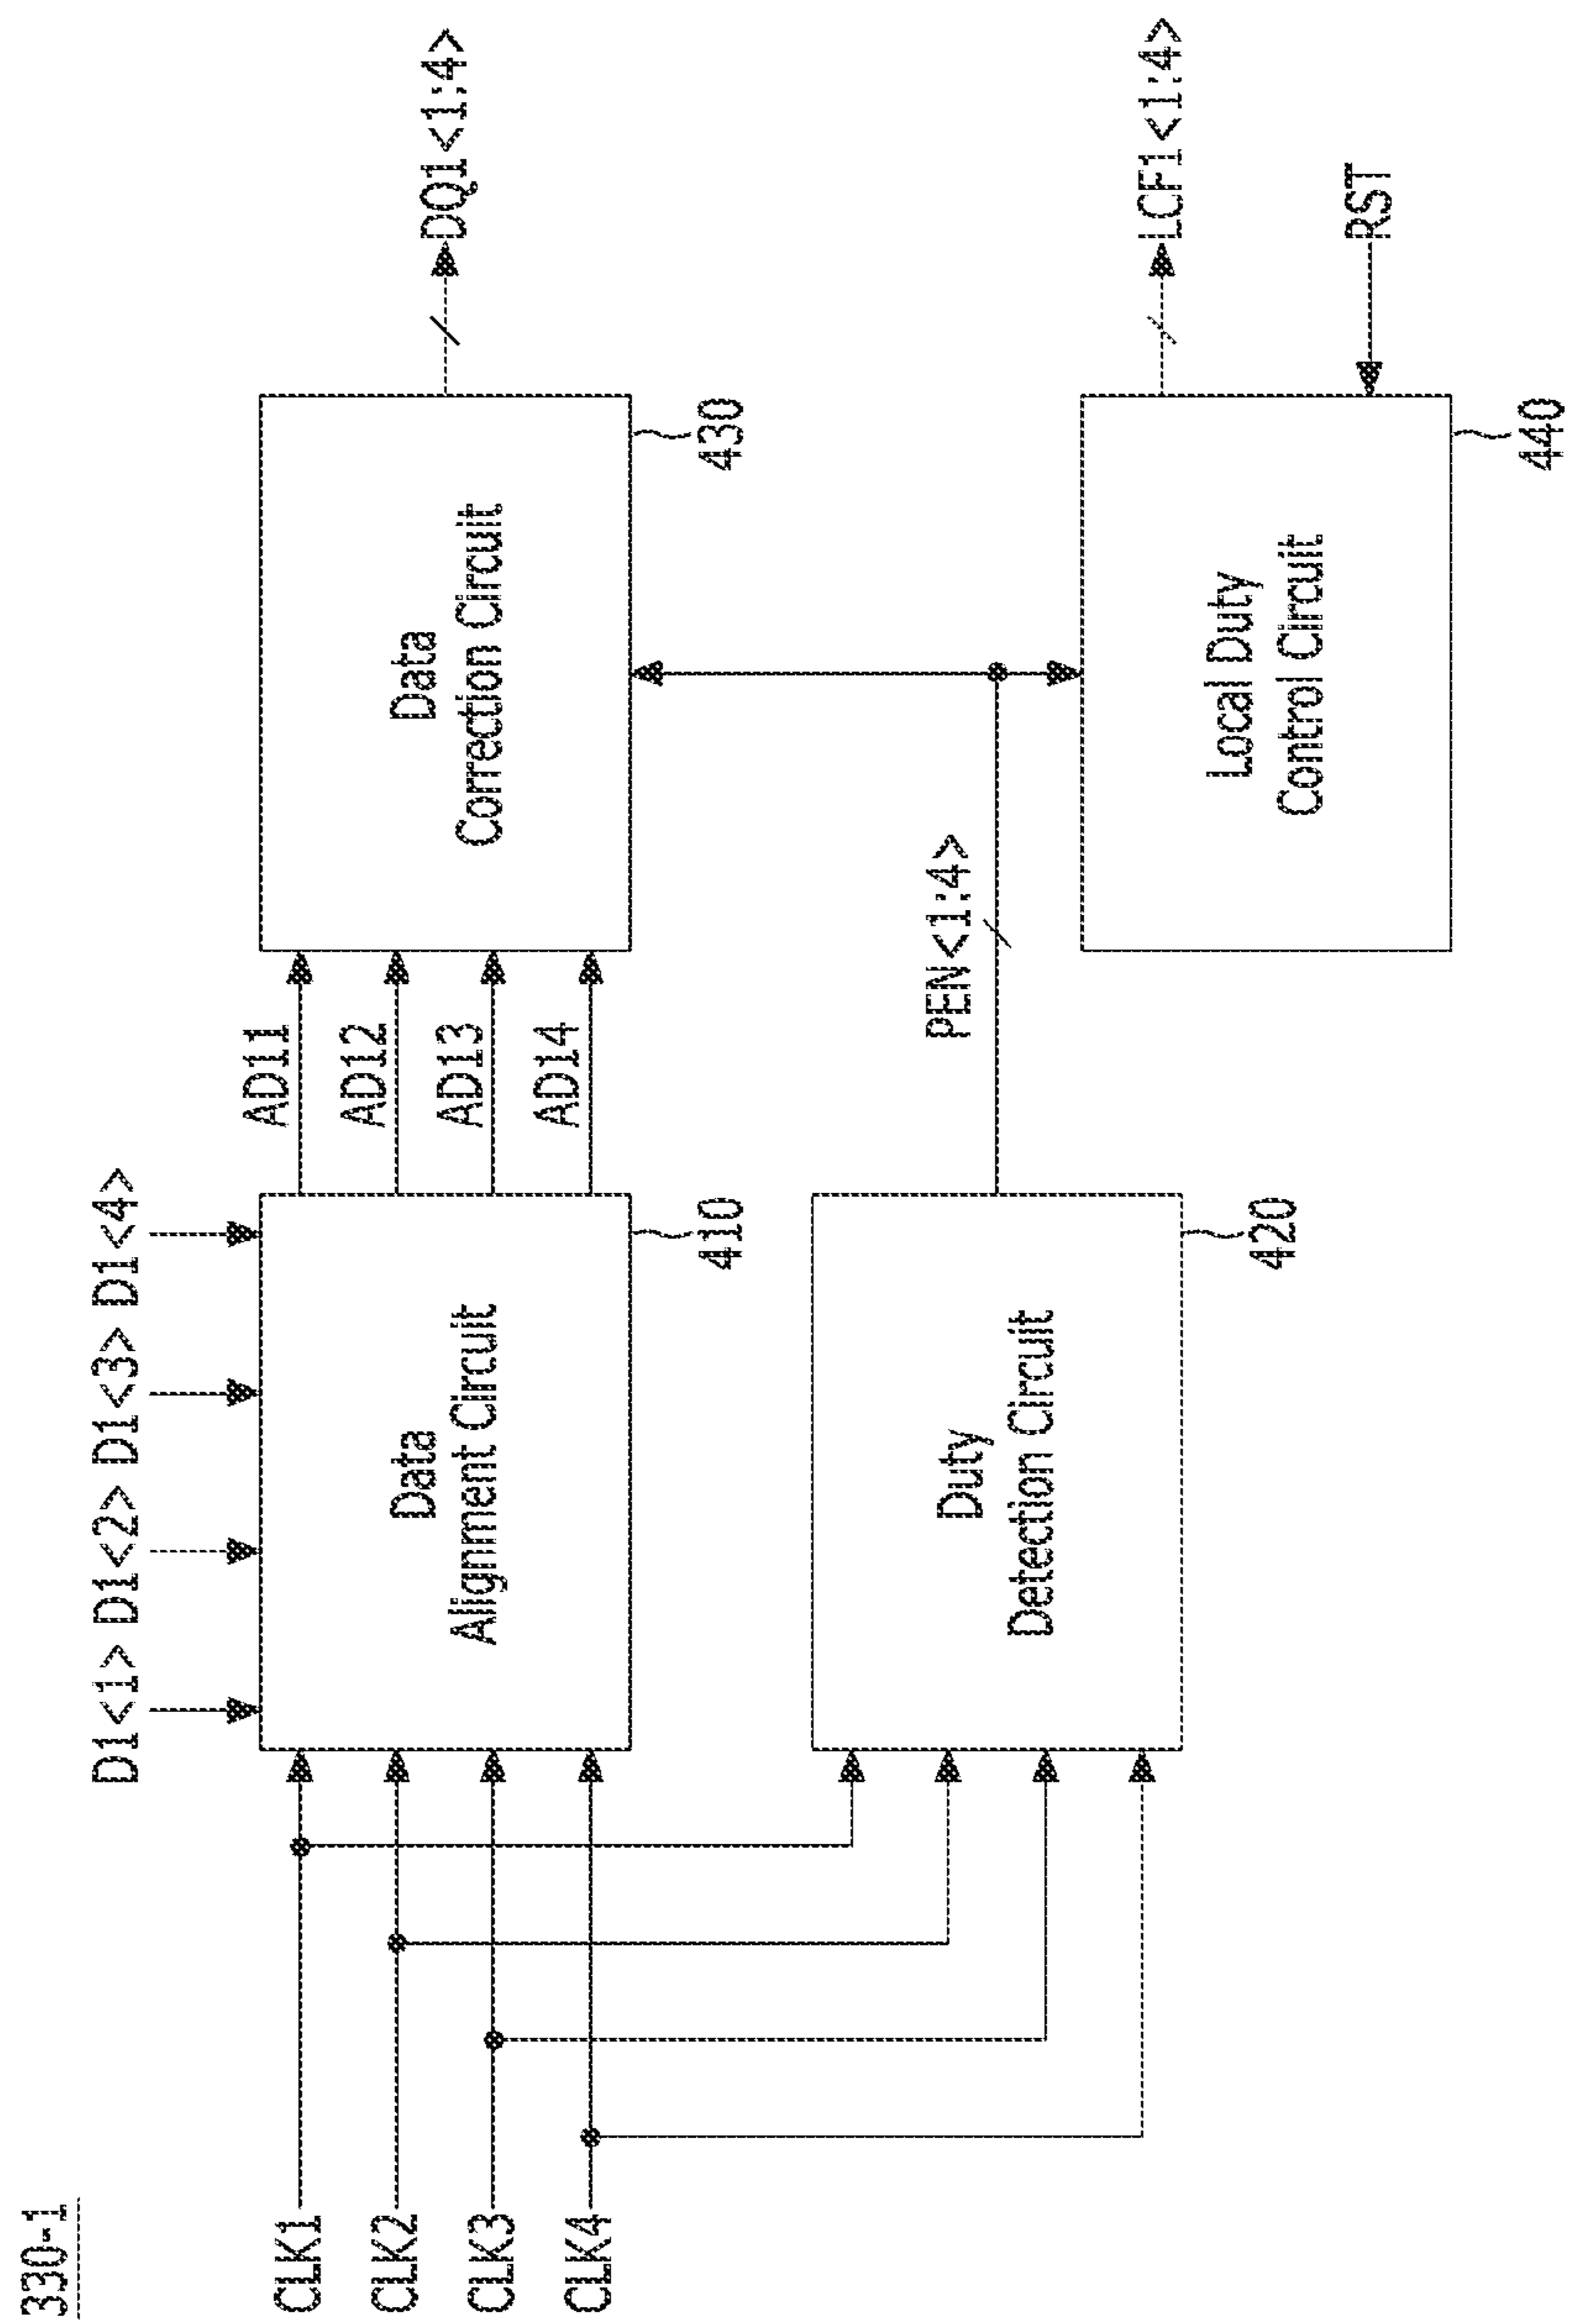 330-1
D1<1> D1<2> D1<3> D1<4>
CLK1
CLK2
CLK3
CLK4
Data
Alignment Circuit
410
AD11
AD12
AD13
AD14
Data
Correction Circuit
430
DQ1<1:4>
Duty
Detection Circuit
420
PEN<1:4>
Local Duty
Control Circuit
440
LCF1<1:4>
RST